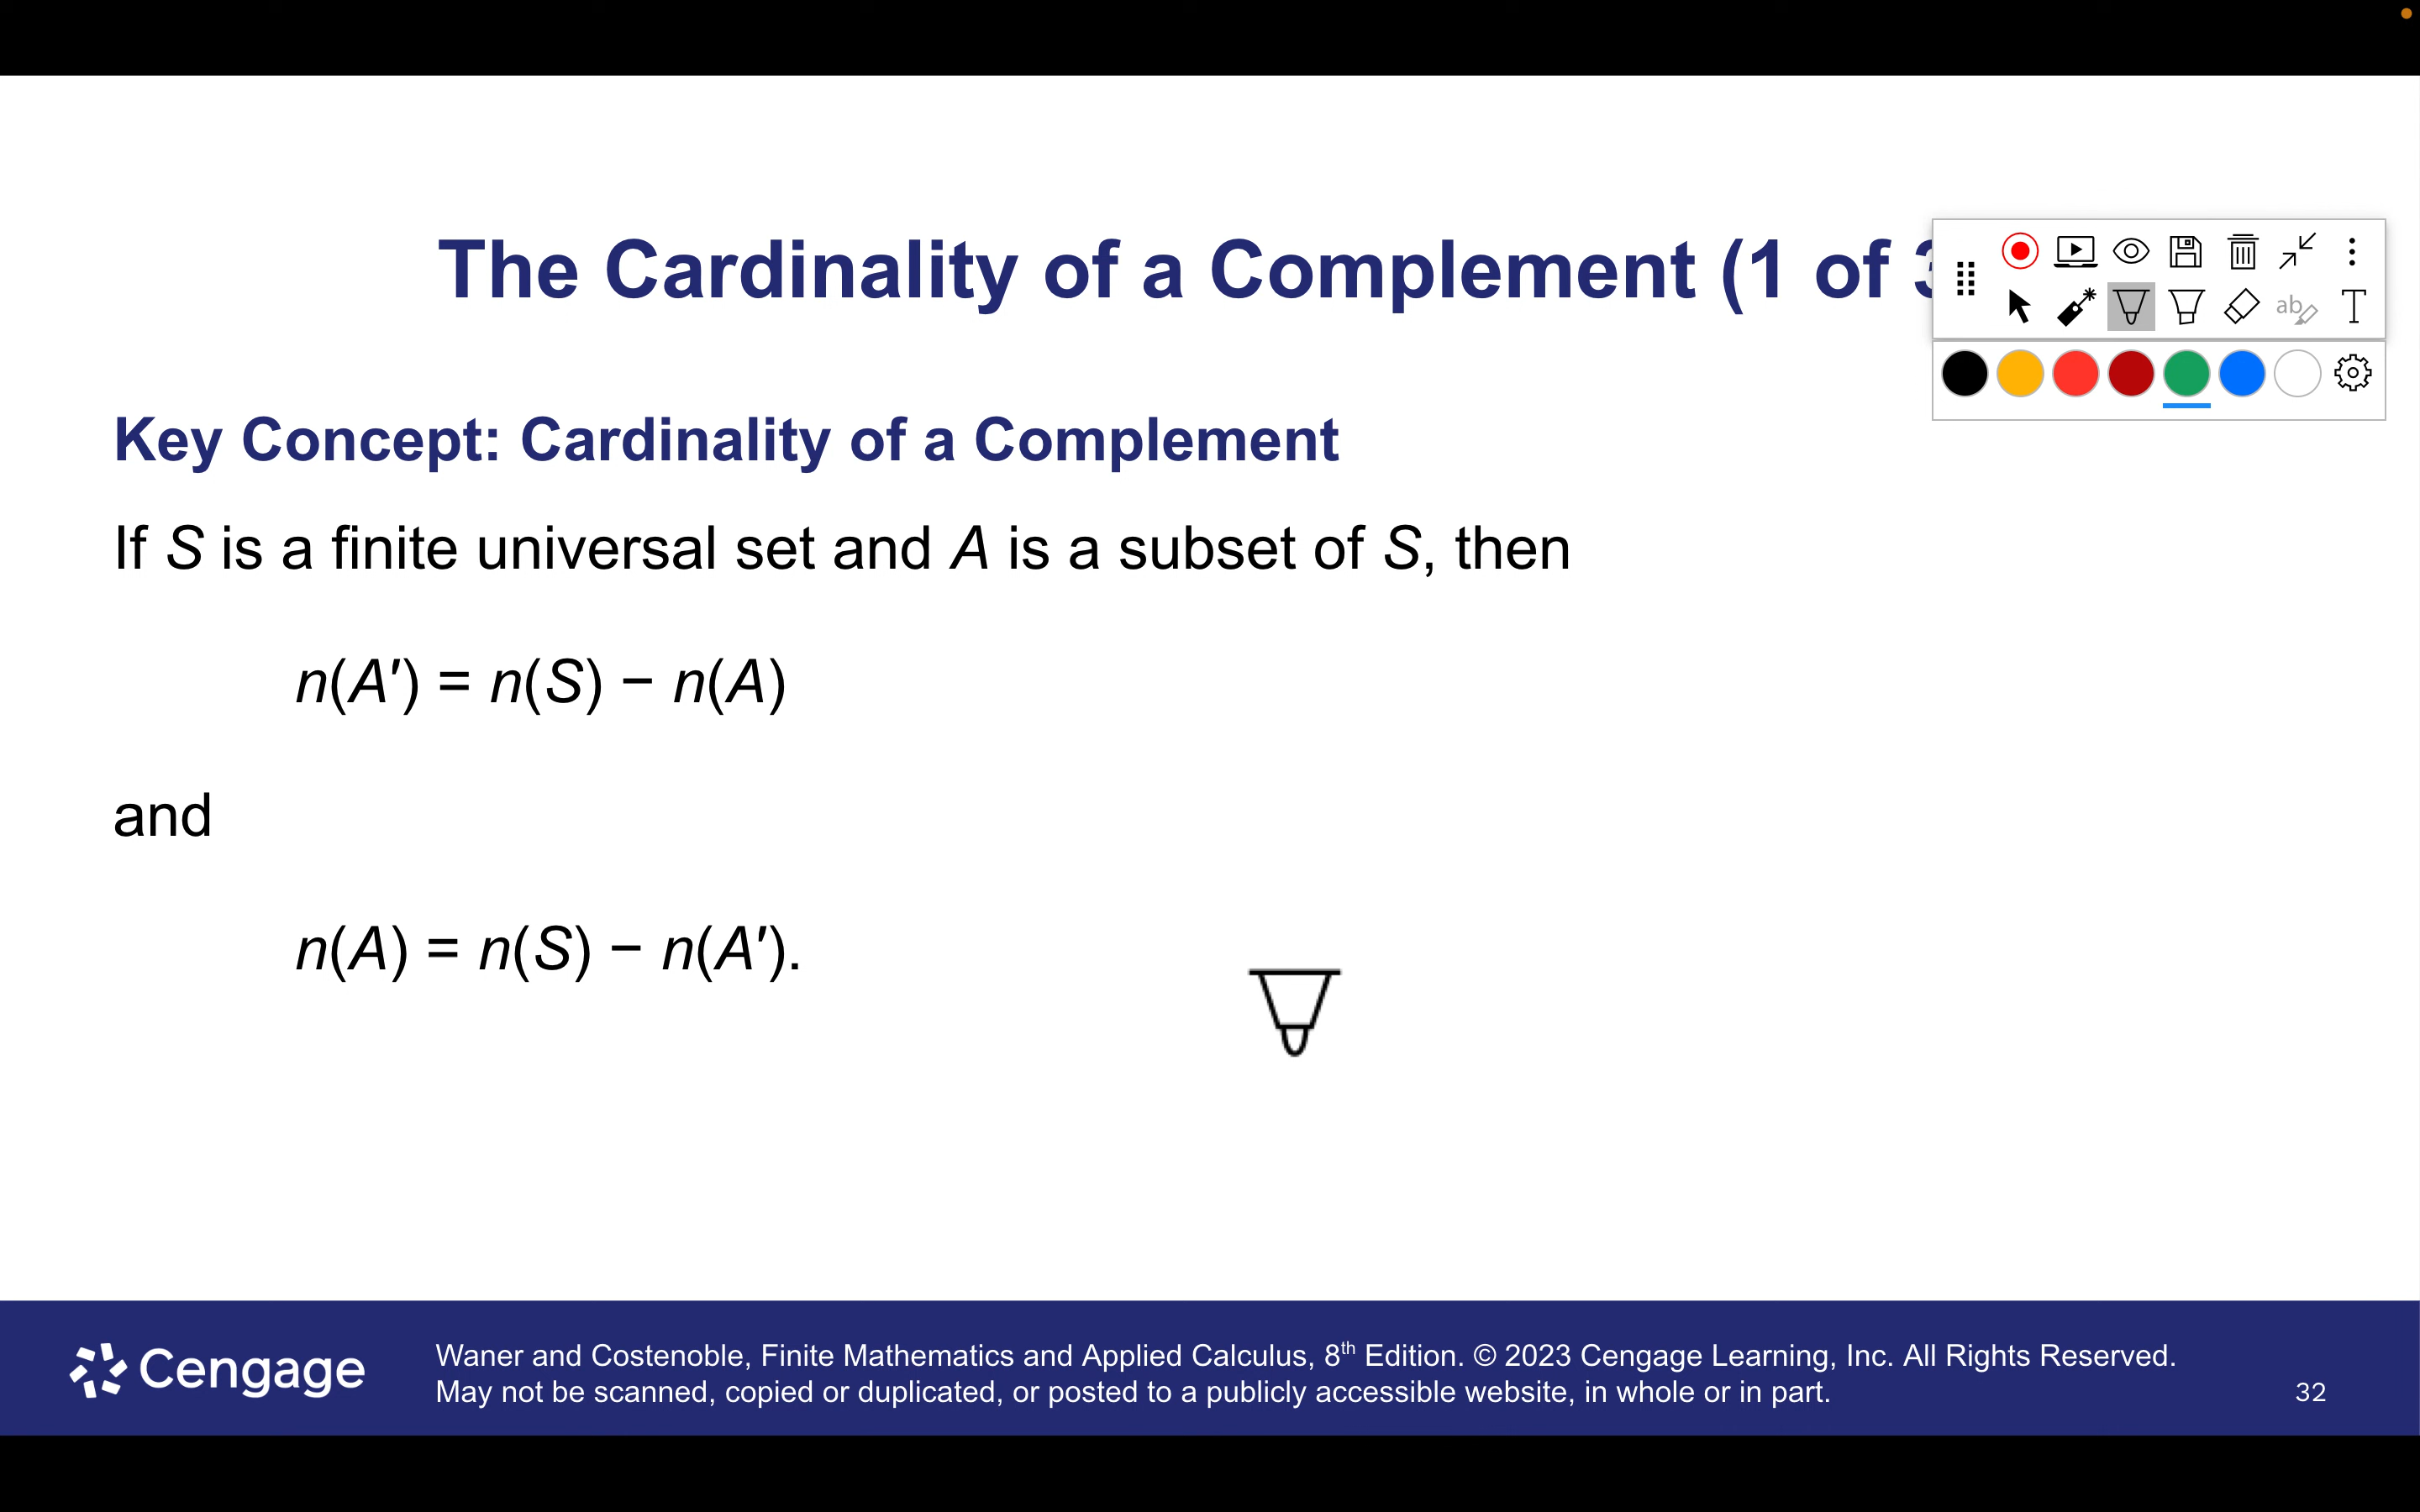 The Cardinality of a Complement (1 of 3
Key Concept: Cardinality of a Complement
If S is a finite universal set and A is a subset of S, then
n(A′) = n(S) − n(A)
and
n(A) = n(S) − n(A′).
ab
T
Cengage
Waner and Costenoble, Finite Mathematics and Applied Calculus, 8th Edition. © 2023 Cengage Learning, Inc. All Rights Reserved.
May not be scanned, copied or duplicated, or posted to a publicly accessible website, in whole or in part.
32